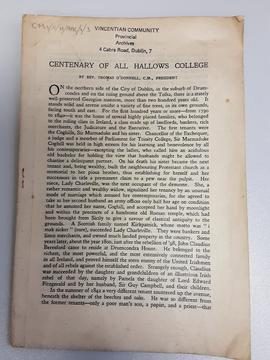 VINCENTIAN COMMUNITY
Provincial
Archives
4 Cabra Road, Dublin, 7
CENTENARY OF ALL HALLOWS COLLEGE
BY REV. THOMAS O'DONNELL, C.M., PRESIDENT
ON the northern side of the City of Dublin, in the suburb of Drum-
condra and on the rising ground above the Tolka, there is a stately
well-preserved Georgian mansion, more than two hundred years old. It
stands solid and serene amidst a variety of fine trees, in its own grounds,
facing south and east. For the first hundred years or more—from 1730
to 1840—it was the home of several highly placed families, who belonged
to the ruling class in Ireland, a class made up of landlords, bankers, rich
merchants, the Judicature and the Executive. The first tenants were
the Coghills, Sir Marmaduke and his sister. Chancellor of the Exchequer,
a judge and a member of Parliament for Trinity College, Sir Marmaduke
Coghill was held in high esteem for his learning and benevolence by all
his contemporaries—excepting the ladies, who called him an ambitious
old bachelor for holding the view that husbands might be allowed to
chastise a delinquent partner. On his death his sister became the next
tenant and, being wealthy, built the neighbouring Protestant church as a
memorial to her pious brother, thus establishing for herself and her
successors in title a permanent claim to a pew near the pulpit. Her
niece, Lady Charleville, was the next occupant of the demesne. She, a
sober romantic and wealthy widow, signalised her tenancy by an unusual
mode of marriage which amused her contemporaries, for she agreed to
take as her second husband an army officer only half her age on condition
that he assumed her name, Coghill, and accepted her hand by moonlight
and within the precincts of a handsome old Roman temple, which had
been brought from Sicily to give a savour of classical antiquity to the
grounds. A Scottish family named Kirkpatrick, whose motto was "I
mak sicker" (sure), succeeded Lady Charleville. They were bankers and
linen merchants, and owned much landed property in the country. Some
years later, about the year 1800, just after the rebellion of '98, John Claudius
Beresford came to reside at Drumcondra House. He belonged to the
richest, the most powerful, and the most extensively connected family
in all Ireland, and proved himself the sworn enemy of the United Irishmen
and of all rebels against the established order. Strangely enough, Claudius
was succeeded by the daughter and grandchildren of an illustrious Irish
rebel of that day, namely, by Pamela the daughter of Lord Edward
Fitzgerald and by her husband, Sir Guy Campbell, and their children.
In the summer of 1842 a very different tenant sauntered up the avenue
beneath the shelter of the beeches and oaks. He was so different from
the former tenants—only a poor man's son, a papist, and a priest—that